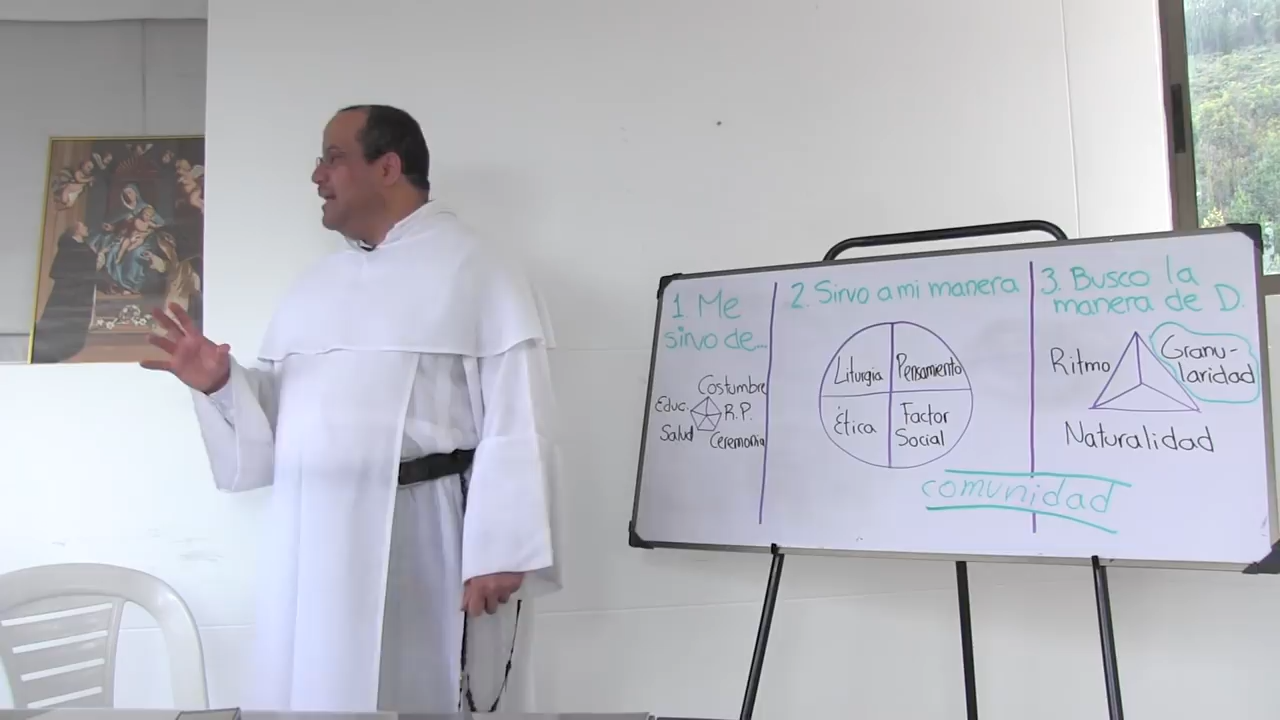 1. Me
sirvo de...
Costumbre
Educ.
R.P.
Salud
Ceremonia
2. Sirvo a mi manera
Liturgia
Pensamiento
Ética
Factor
Social
3. Busco la
manera de D.
Ritmo
Granu-
laridad
Naturalidad
comunidad